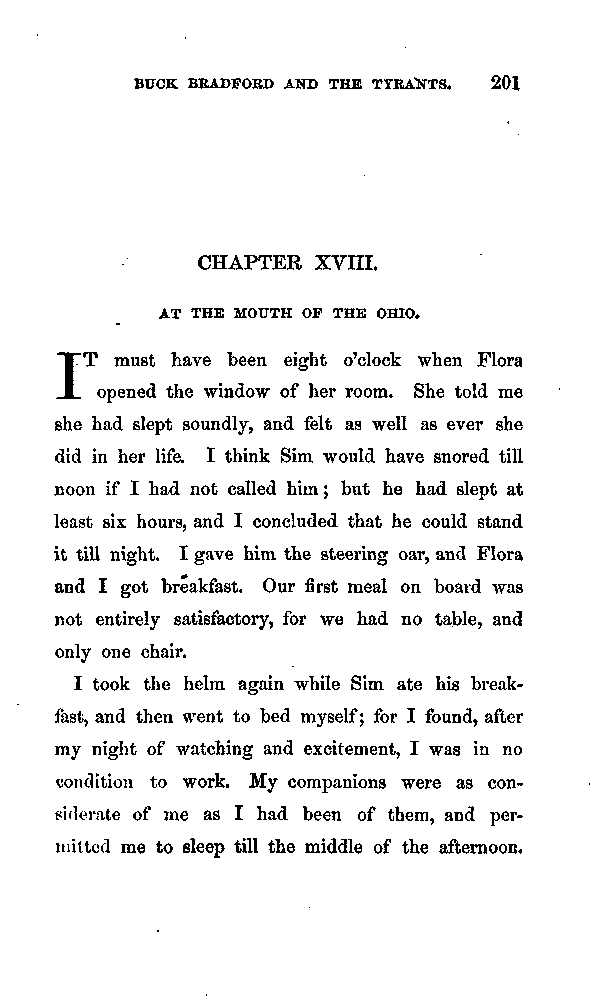 BUCK BRADFORD AND THE TYRANTS. 201
CHAPTER XVIII.
AT THE MOUTH OF THE OHIO.
IT must have been eight o'clock when Flora
opened the window of her room. She told me
she had slept soundly, and felt as well as ever she
did in her life. I think Sim would have snored till
noon if I had not called him; but he had slept at
least six hours, and I concluded that he could stand
it till night. I gave him the steering oar, and Flora
and I got breakfast. Our first meal on board was
not entirely satisfactory, for we had no table, and
only one chair.
I took the helm again while Sim ate his break-
fast, and then went to bed myself; for I found, after
my night of watching and excitement, I was in no
condition to work. My companions were as con-
siderate of me as I had been of them, and per-
mitted me to sleep till the middle of the afternoon.